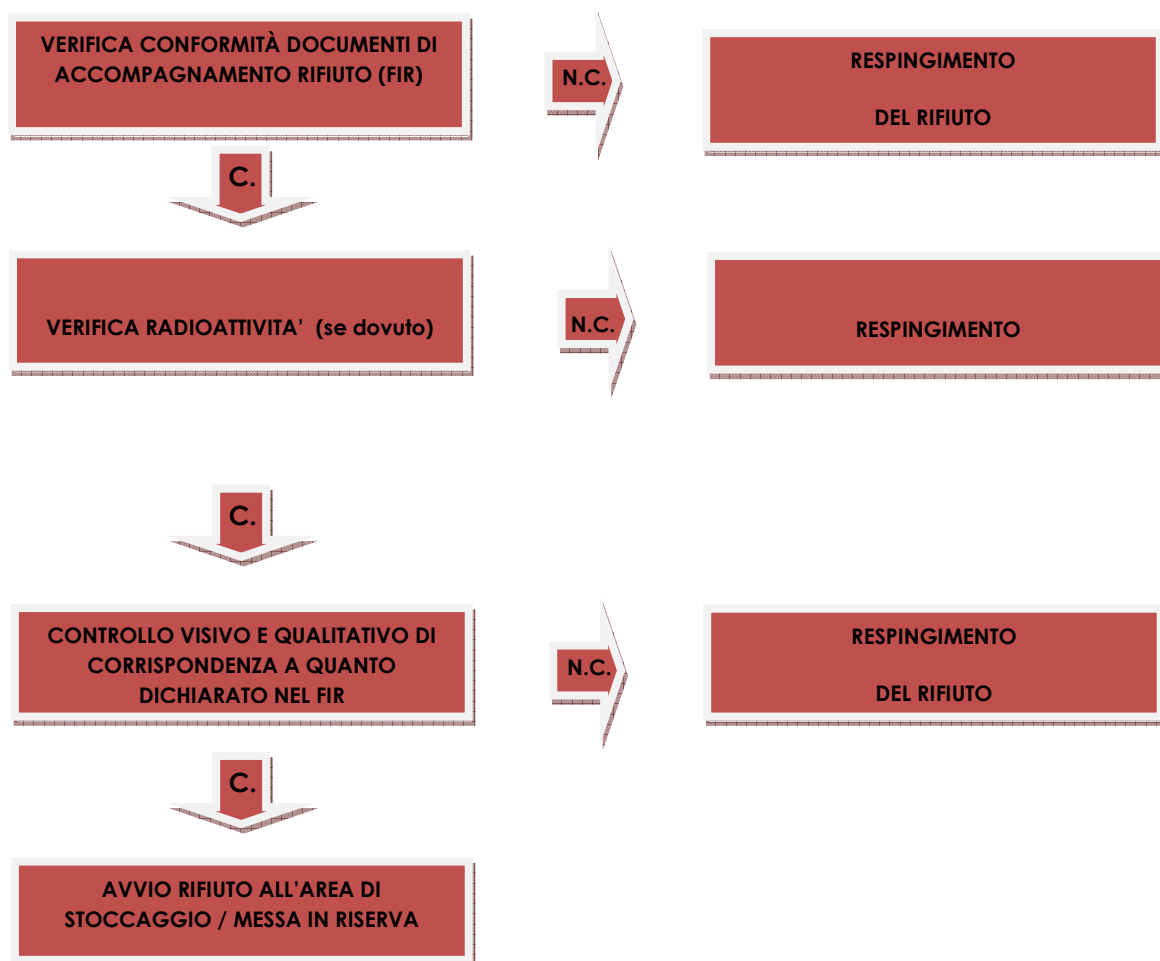 VERIFICA CONFORMITÀ DOCUMENTI DI
ACCOMPAGNAMENTO RIFIUTO (FIR)
N.C.
RESPINGIMENTO
DEL RIFIUTO
C.
VERIFICA RADIOATTIVITA’ (se dovuto)
N.C.
RESPINGIMENTO
C.
CONTROLLO VISIVO E QUALITATIVO DI
CORRISPONDENZA A QUANTO
DICHIARATO NEL FIR
N.C.
RESPINGIMENTO
DEL RIFIUTO
C.
AVVIO RIFIUTO ALL’AREA DI
STOCCAGGIO / MESSA IN RISERVA